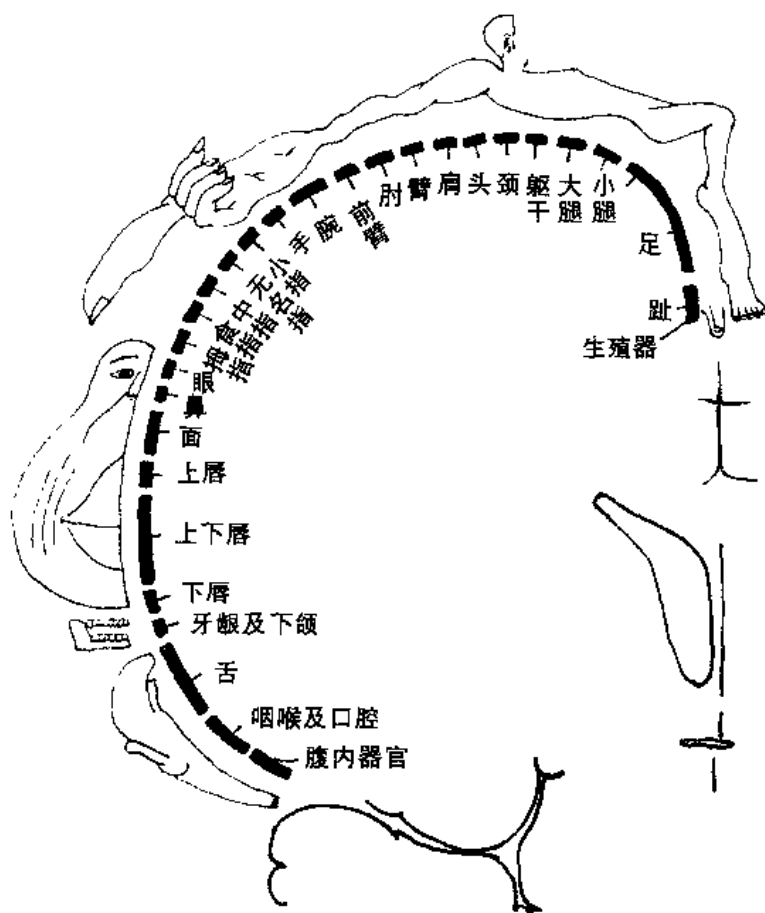 生殖器
趾
足
小腿
大腿
躯干
颈
头
肩
臂
肘
前臂
腕
手
小指
无名指
中指
食指
拇指
眼
鼻
面
上唇
上下唇
下唇
牙龈及下颌
舌
咽喉及口腔
腹内器官